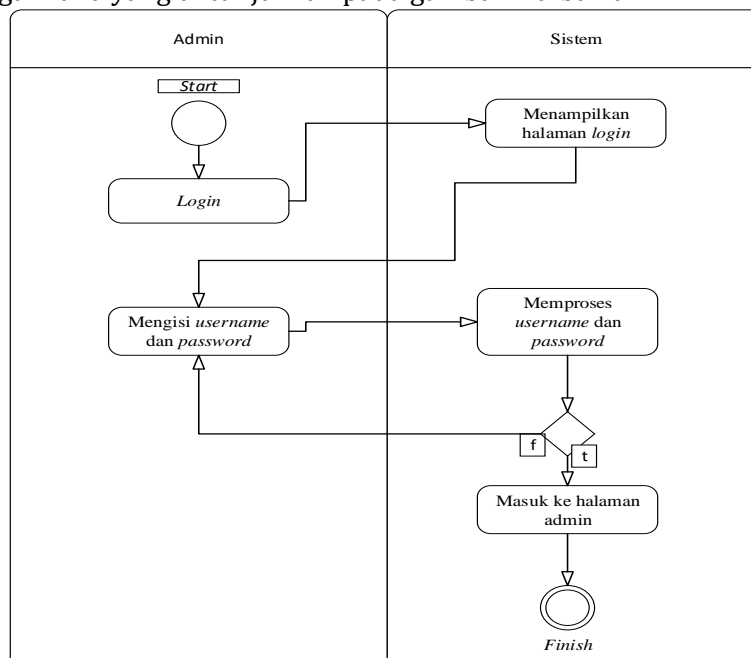 Admin
Sistem
Start
Menampilkan
halaman login
Login
Mengisi username
dan password
Memproses
username dan
password
f
t
Masuk ke halaman
admin
Finish